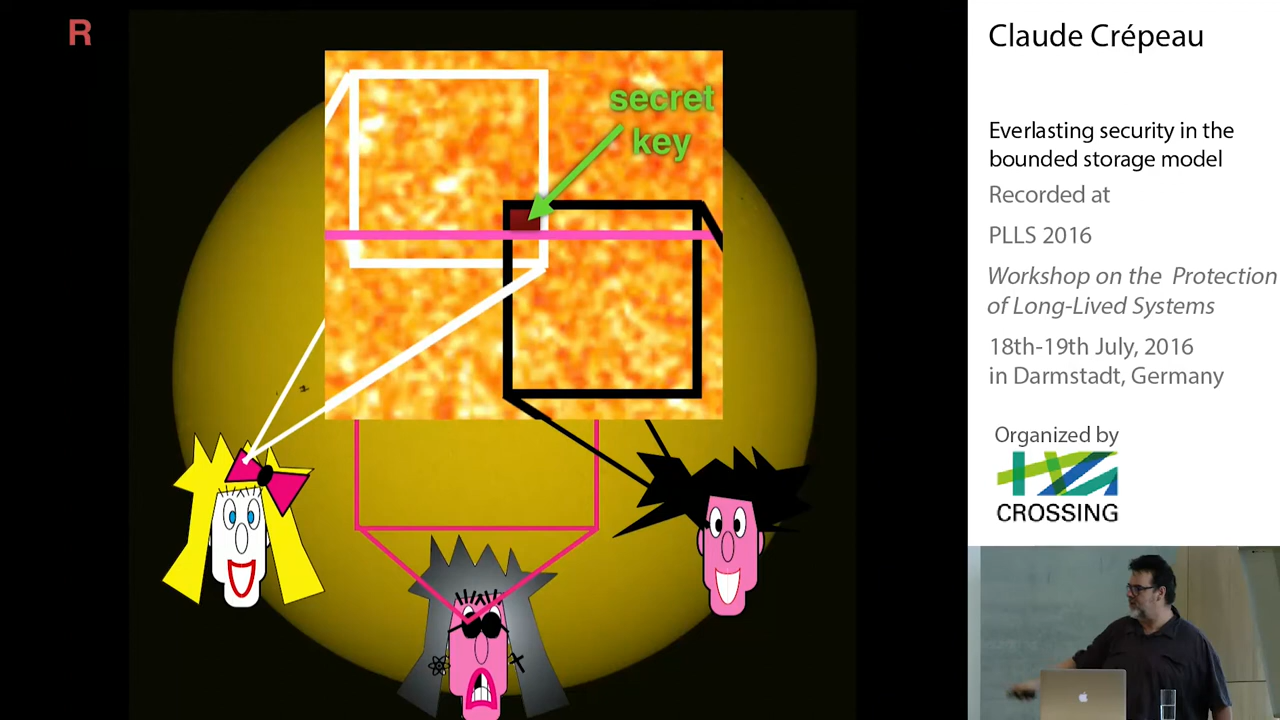 R
secret
key
Claude Crépeau
Everlasting security in the
bounded storage model
Recorded at
PLLS 2016
Workshop on the Protection
of Long-Lived Systems
18th-19th July, 2016
in Darmstadt, Germany
Organized by
CROSSING